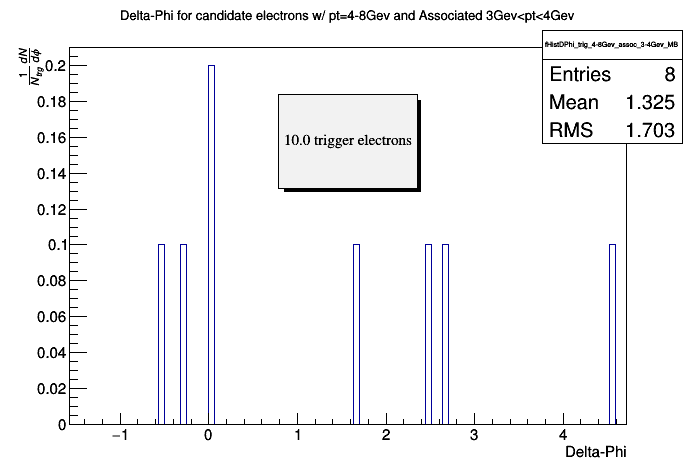 Delta-Phi for candidate electrons w/ pt=4-8Gev and Associated 3Gev<pt<4Gev
fHistDPhi_trig_4-8Gev_assoc_3-4Gev_MB
Entries 8
Mean 1.325
RMS 1.703
1 dN
N_trg dϕ
10.0 trigger electrons
0.2
0.18
0.16
0.14
0.12
0.1
0.08
0.06
0.04
0.02
0
−1 0 1 2 3 4
Delta-Phi